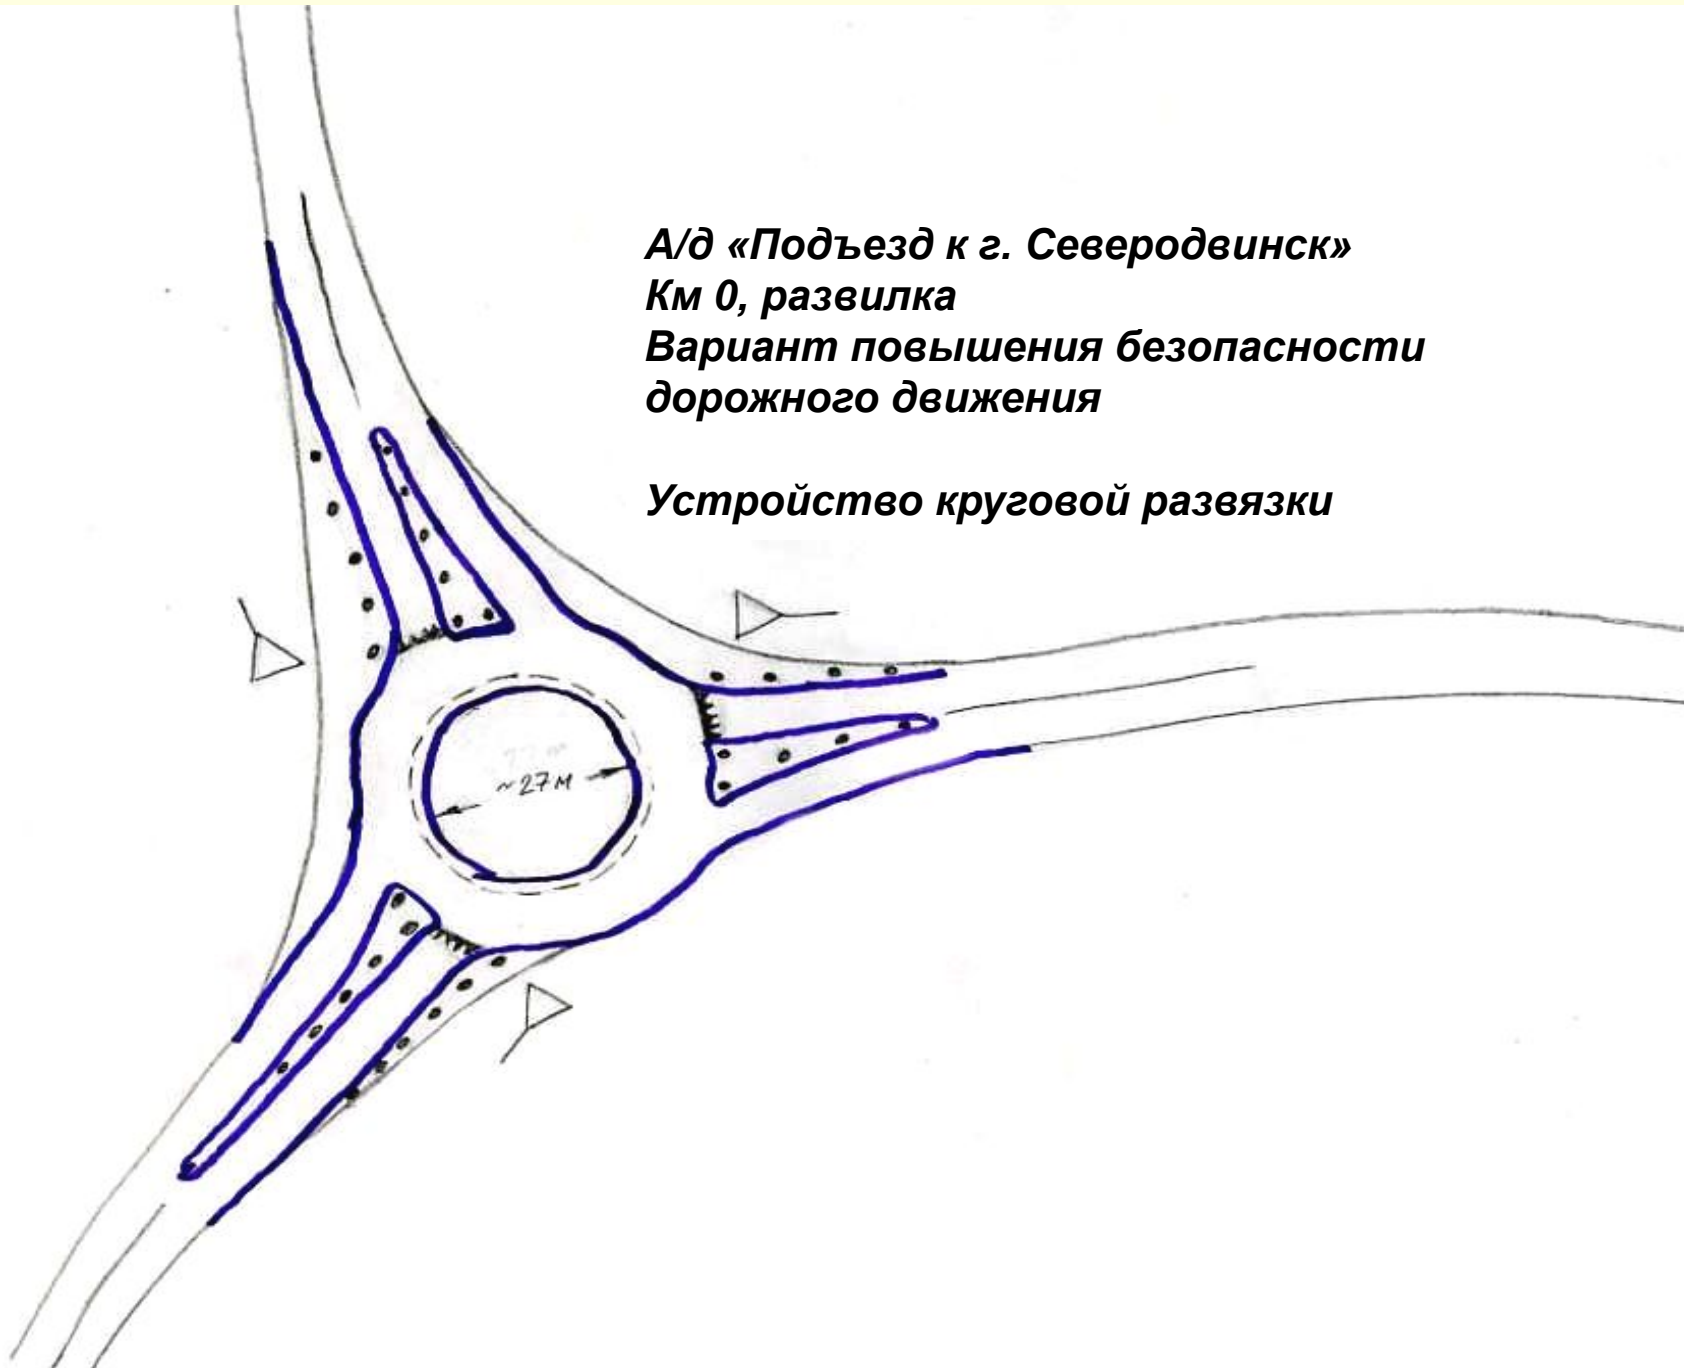 А/д «Подъезд к г. Северодвинск»
Км 0, развилка
Вариант повышения безопасности
дорожного движения
Устройство круговой развязки
~27м